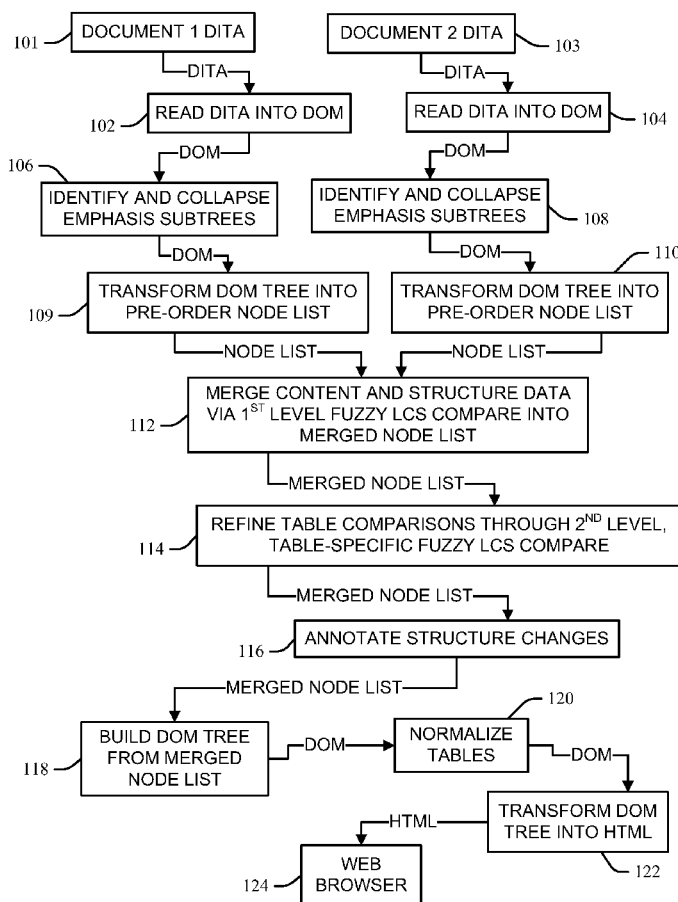 101
DOCUMENT 1 DITA
DOCUMENT 2 DITA
103
DITA
DITA
102
READ DITA INTO DOM
READ DITA INTO DOM
104
DOM
DOM
106
IDENTIFY AND COLLAPSE
EMPHASIS SUBTREES
IDENTIFY AND COLLAPSE
EMPHASIS SUBTREES
108
DOM
DOM
110
109
TRANSFORM DOM TREE INTO
PRE-ORDER NODE LIST
TRANSFORM DOM TREE INTO
PRE-ORDER NODE LIST
NODE LIST
NODE LIST
112
MERGE CONTENT AND STRUCTURE DATA
VIA 1ST LEVEL FUZZY LCS COMPARE INTO
MERGED NODE LIST
MERGED NODE LIST
114
REFINE TABLE COMPARISONS THROUGH 2ND LEVEL,
TABLE-SPECIFIC FUZZY LCS COMPARE
MERGED NODE LIST
116
ANNOTATE STRUCTURE CHANGES
MERGED NODE LIST
118
BUILD DOM TREE
FROM MERGED
NODE LIST
DOM
120
NORMALIZE
TABLES
DOM
TRANSFORM DOM
TREE INTO HTML
122
HTML
124
WEB
BROWSER